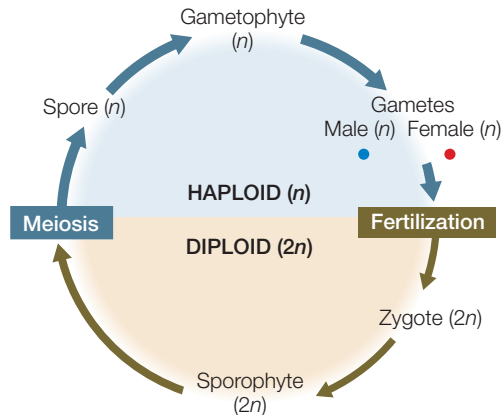 Gametophyte
(n)
Spore (n)
Gametes
Male (n) Female (n)
HAPLOID (n)
Meiosis
Fertilization
DIPLOID (2n)
Zygote (2n)
Sporophyte
(2n)